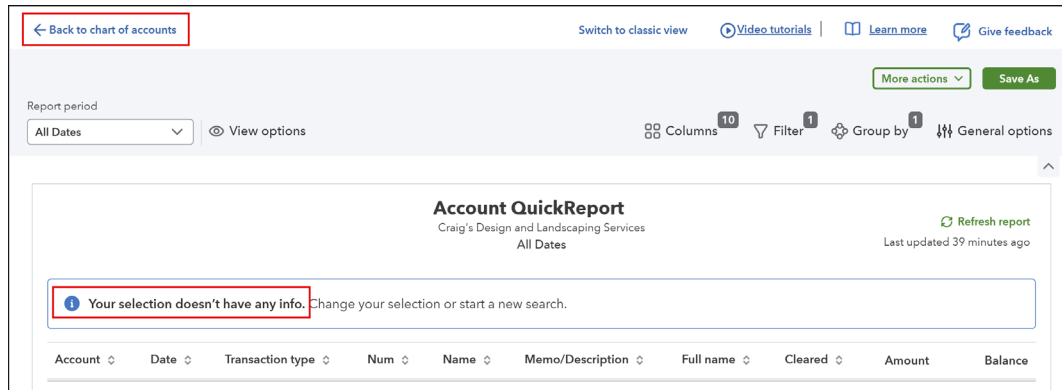 Back to chart of accounts
Switch to classic view
Video tutorials
Learn more
Give feedback
More actions
Save As
Report period
All Dates
View options
Columns 10
Filter 1
Group by 1
General options
Account QuickReport
Craig's Design and Landscaping Services
All Dates
Refresh report
Last updated 39 minutes ago
Your selection doesn't have any info. Change your selection or start a new search.
Account Date Transaction type Num Name Memo/Description Full name Cleared Amount Balance